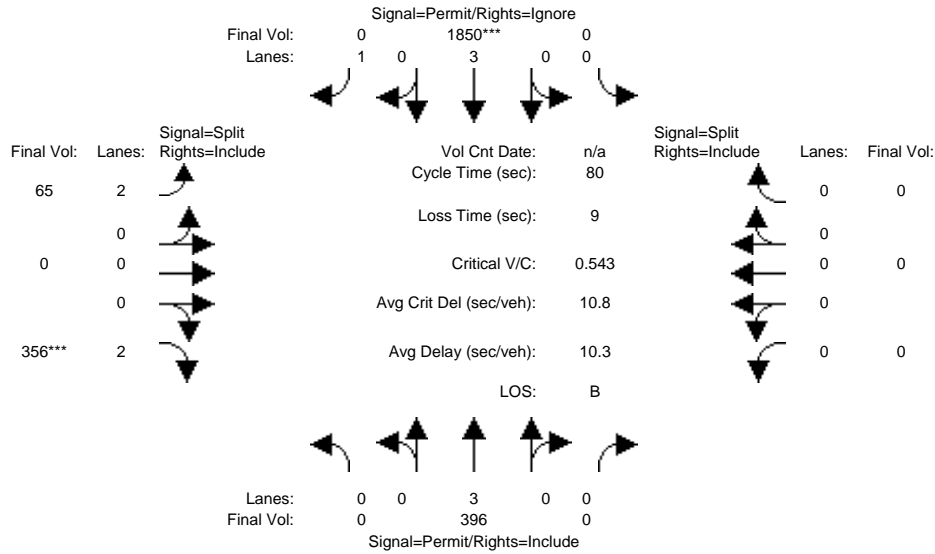 Signal=Permit/Rights=Ignore
Final Vol: 0 1850*** 0
Lanes: 1 0 3 0 0
Signal=Split Signal=Split
Final Vol: Lanes: Rights=Include Vol Cnt Date: n/a Rights=Include Lanes: Final Vol:
Cycle Time (sec): 80
65 2 0 0
Loss Time (sec): 9
0 0
0 0 Critical V/C: 0.543 0 0
0 Avg Crit Del (sec/veh): 10.8 0
356*** 2 Avg Delay (sec/veh): 10.3 0 0
LOS: B
Lanes: 0 0 3 0 0
Final Vol: 0 396 0
Signal=Permit/Rights=Include